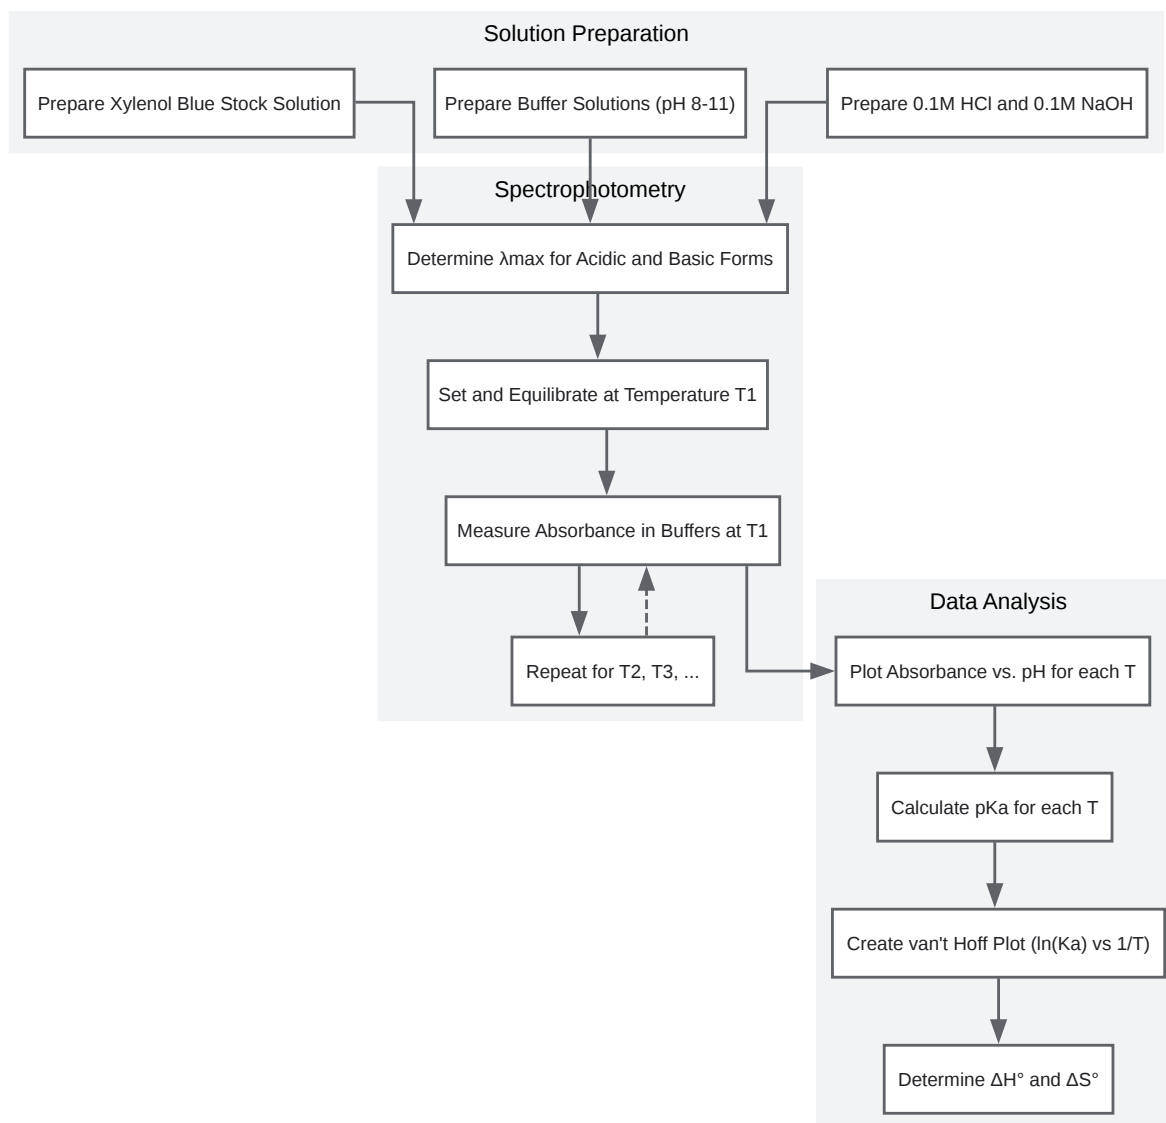 Solution Preparation
Prepare Xylenol Blue Stock Solution
Prepare Buffer Solutions (pH 8-11)
Prepare 0.1M HCl and 0.1M NaOH
Spectrophotometry
Determine λmax for Acidic and Basic Forms
Set and Equilibrate at Temperature T1
Measure Absorbance in Buffers at T1
Repeat for T2, T3, ...
Data Analysis
Plot Absorbance vs. pH for each T
Calculate pKa for each T
Create van't Hoff Plot (ln(Ka) vs 1/T)
Determine ΔH° and ΔS°